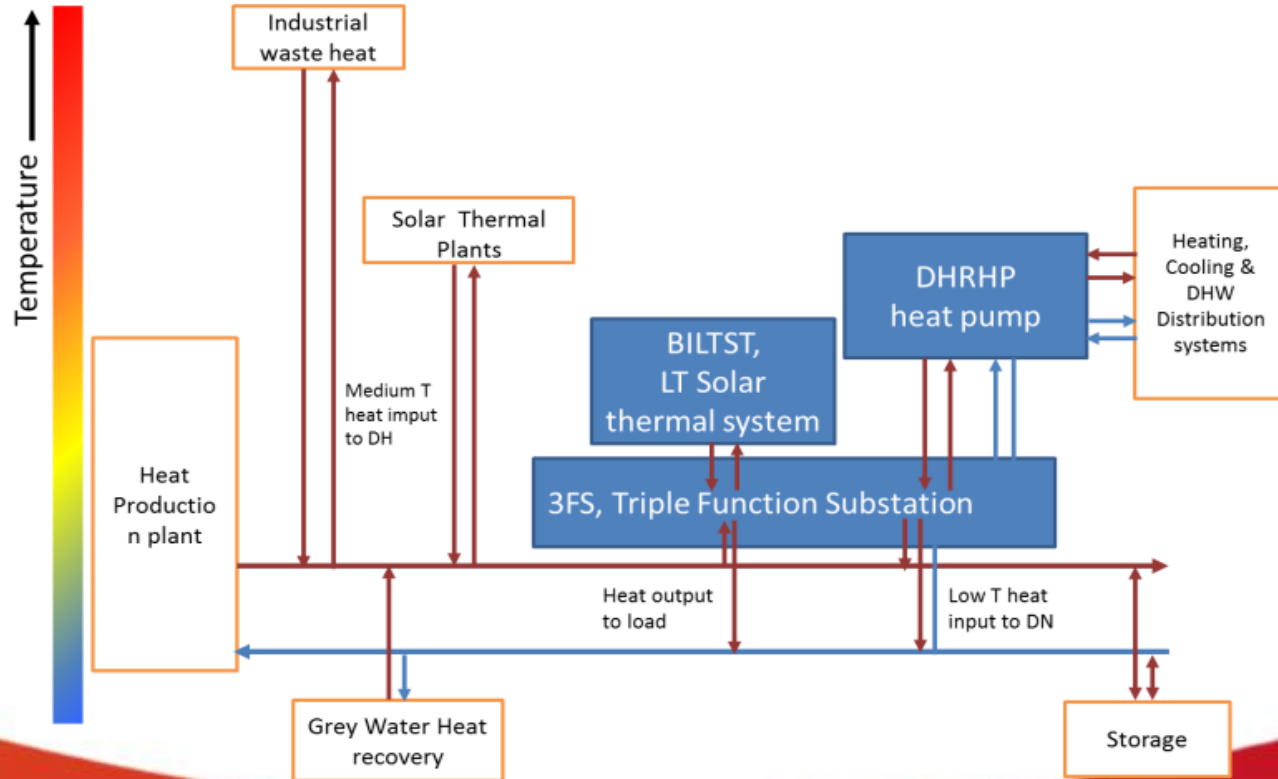 Temperature
Industrial
waste heat
Solar Thermal
Plants
DHRHP
heat pump
Heating,
Cooling &
DHW
Distribution
systems
BILTST,
LT Solar
thermal system
Medium T
heat imput
to DH
Heat
Productio
n plant
3FS, Triple Function Substation
Heat output
to load
Low T heat
input to DN
Grey Water Heat
recovery
Storage